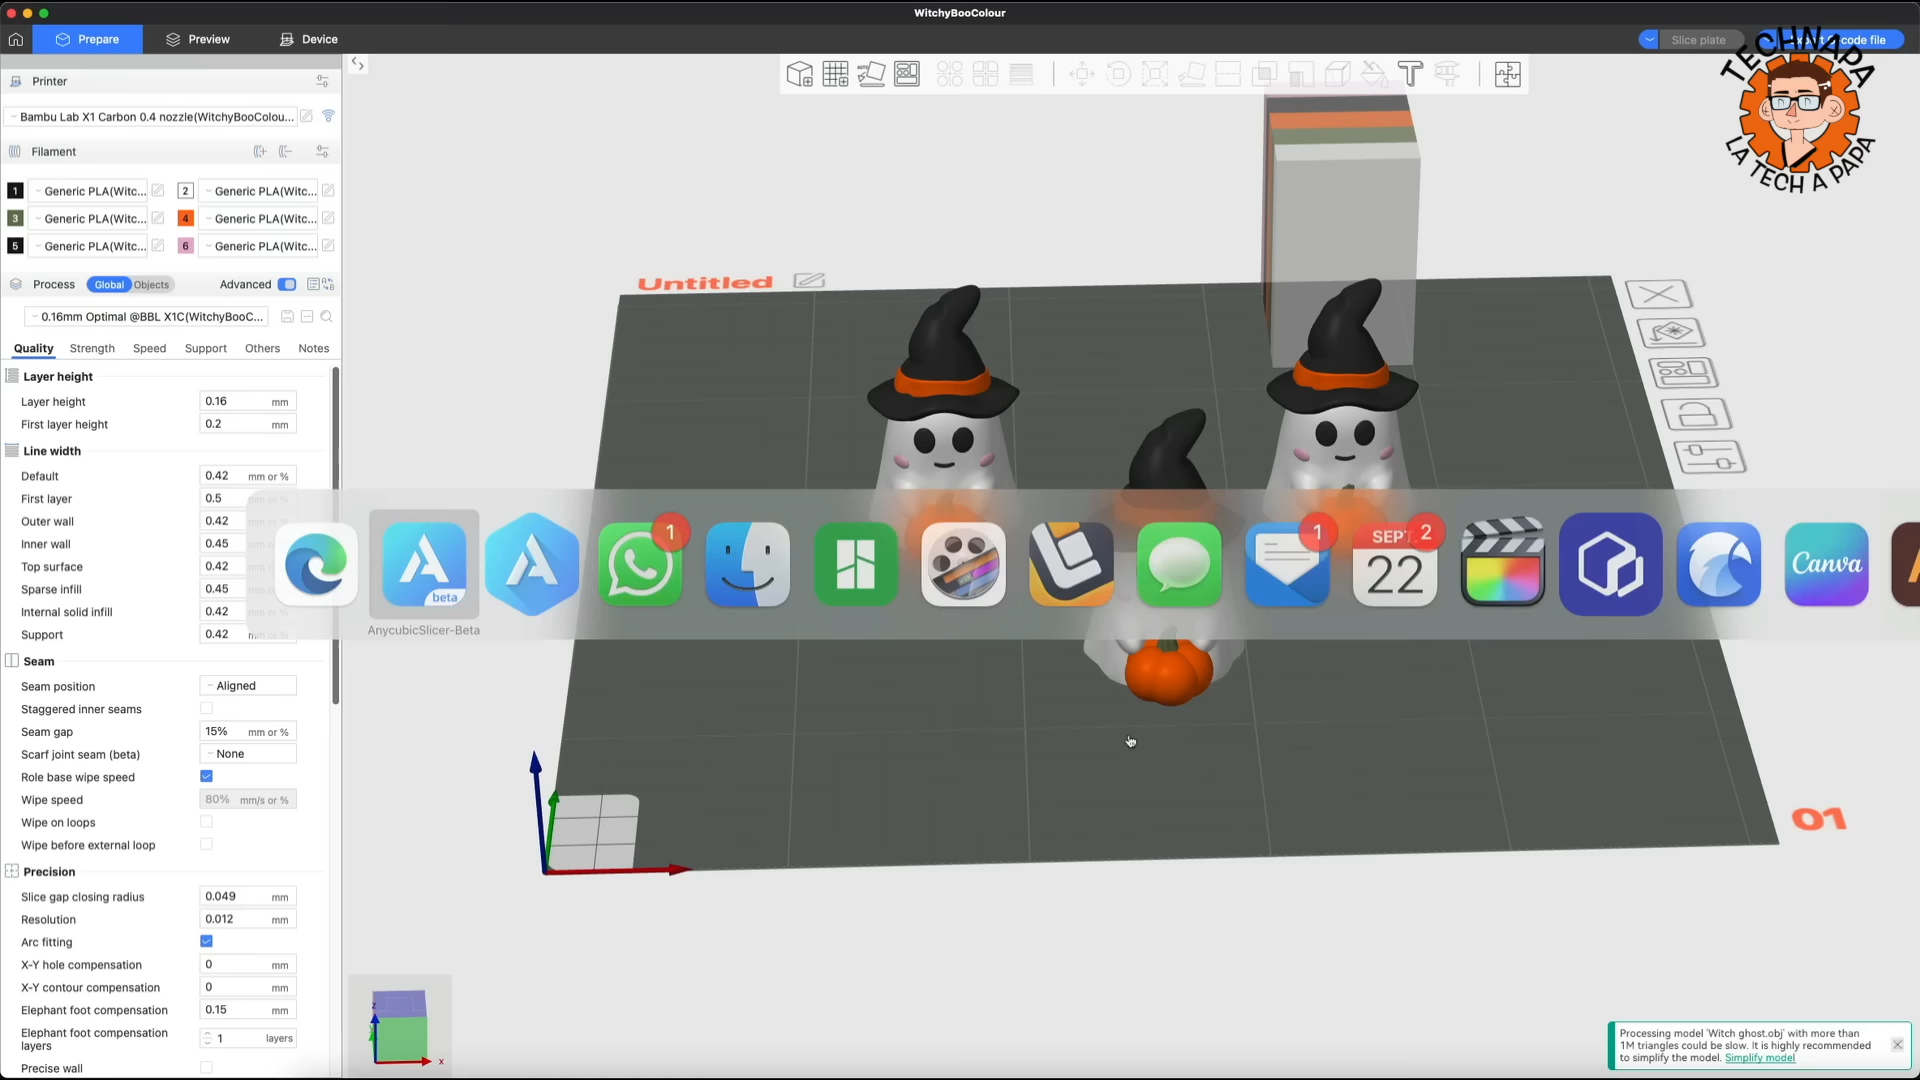 WitchyBooColour
Prepare
Preview
Device
Slice plate
TECHNAPA
LA TECH A PAPA
Printer
Bambu Lab X1 Carbon 0.4 nozzle(WitchyBooColou...
Filament
1 Generic PLA(Witc...
2 Generic PLA(Witc...
3 Generic PLA(Witc...
4 Generic PLA(Witc...
5 Generic PLA(Witc...
6 Generic PLA(Witc...
Process
Global
Objects
Advanced
0.16mm Optimal @BBL X1C(WitchyBooC...
Quality
Strength
Speed
Support
Others
Notes
Layer height
Layer height 0.16 mm
First layer height 0.2 mm
Line width
Default 0.42 mm or %
First layer 0.5
Outer wall 0.42
Inner wall 0.45
Top surface 0.42
Sparse infill 0.45
Internal solid infill 0.42
Support 0.42
Seam
Seam position Aligned
Staggered inner seams
Seam gap 15% mm or %
Scarf joint seam (beta) None
Role base wipe speed
Wipe speed 80% mm/s or %
Wipe on loops
Wipe before external loop
Precision
Slice gap closing radius 0.049 mm
Resolution 0.012 mm
Arc fitting
X-Y hole compensation 0 mm
X-Y contour compensation 0 mm
Elephant foot compensation 0.15 mm
Elephant foot compensation
layers 1 layers
Precise wall
Untitled
01
beta
AnycubicSlicer-Beta
1
1
SEPT. 2
22
Canva
z
x
Processing model 'Witch ghost.obj' with more than
1M triangles could be slow. It is highly recommended
to simplify the model. Simplify model